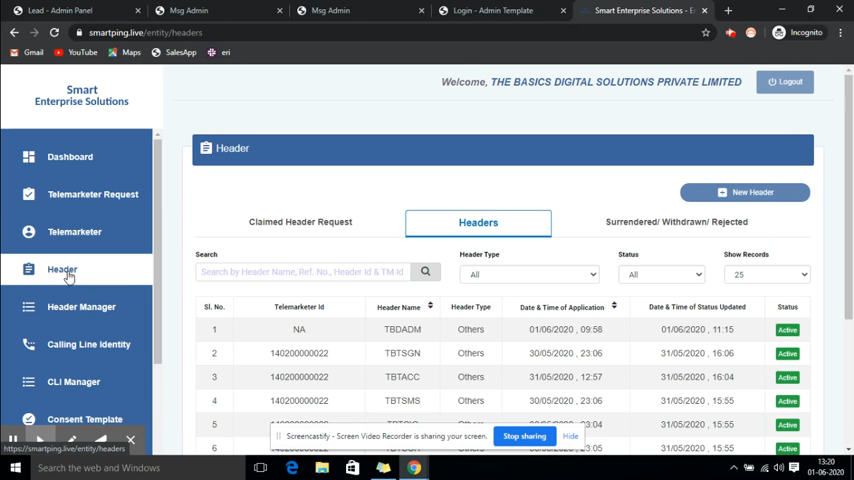 Lead - Admin Panel
Msg Admin
Msg Admin
Login - Admin Template
Smart Enterprise Solutions - En
smartping.live/entity/headers
Incognito
Gmail
YouTube
Maps
SalesApp
eri
Smart
Enterprise Solutions
Welcome, THE BASICS DIGITAL SOLUTIONS PRIVATE LIMITED
Logout
Dashboard
Telemarketer Request
Telemarketer
Header
Header Manager
Calling Line Identity
CLI Manager
Consent Template
Header
New Header
Claimed Header Request
Headers
Surrendered/ Withdrawn/ Rejected
Search
Header Type
Status
Show Records
Search by Header Name, Ref. No., Header Id & TM Id
All
All
25
Sl. No. Telemarketer Id Header Name Header Type Date & Time of Application Date & Time of Status Updated Status
1 NA TBDADM Others 01/06/2020 , 09:58 01/06/2020 , 11:15 Active
2 140200000022 TBTSGN Others 30/05/2020 , 23:06 31/05/2020 , 16:06 Active
3 140200000022 TBTACC Others 31/05/2020 , 12:57 31/05/2020 , 16:04 Active
4 140200000022 TBTSMS Others 30/05/2020 , 23:06 31/05/2020 , 15:55 Active
5 140200000022 Others 23:04 31/05/2020 , 15:55 Active
6 31/05/2020 , 15:55 Active
Screencastify - Screen Video Recorder is sharing your screen.
Stop sharing
Hide
https://smartping.live/entity/headers
Search the web and Windows
13:20
01-06-2020